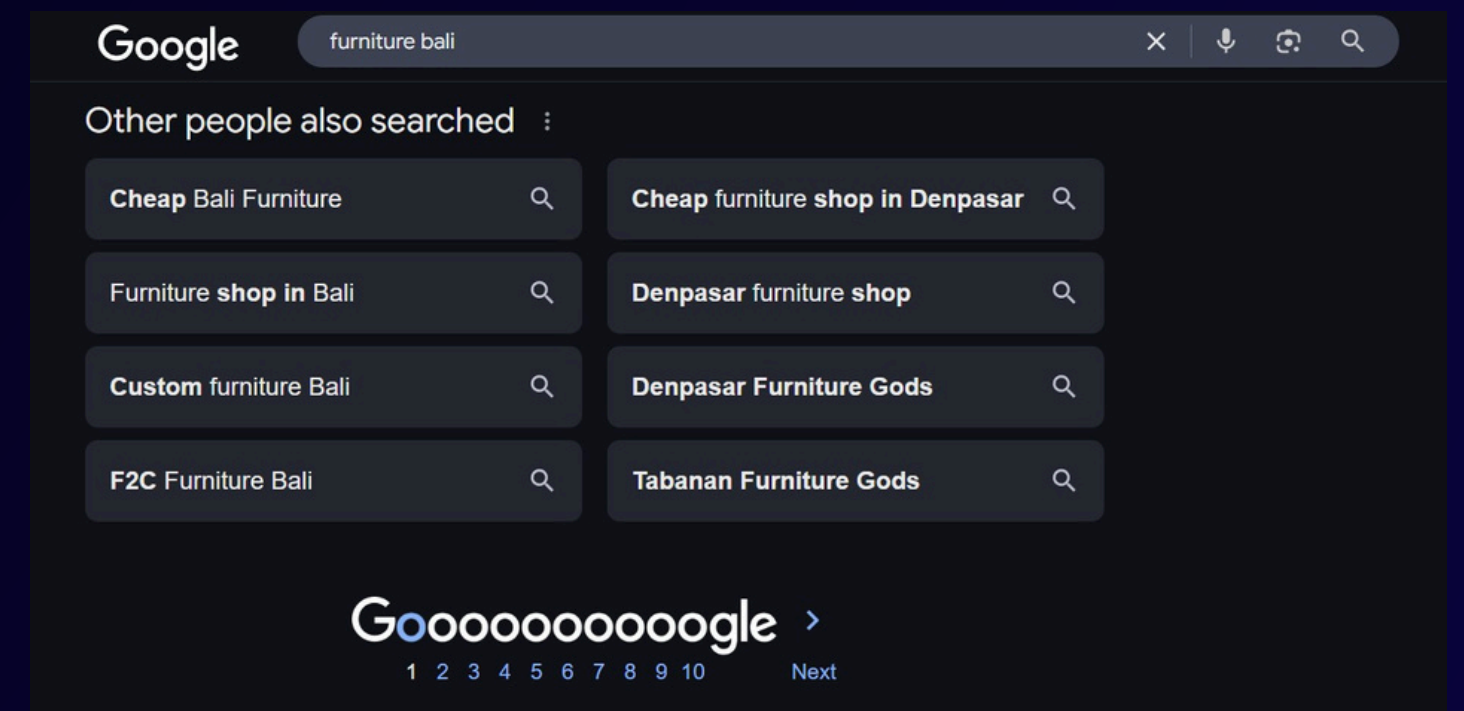 Google
furniture bali
Other people also searched
Cheap Bali Furniture
Cheap furniture shop in Denpasar
Furniture shop in Bali
Denpasar furniture shop
Custom furniture Bali
Denpasar Furniture Gods
F2C Furniture Bali
Tabanan Furniture Gods
Goooooooooogle
1 2 3 4 5 6 7 8 9 10 Next